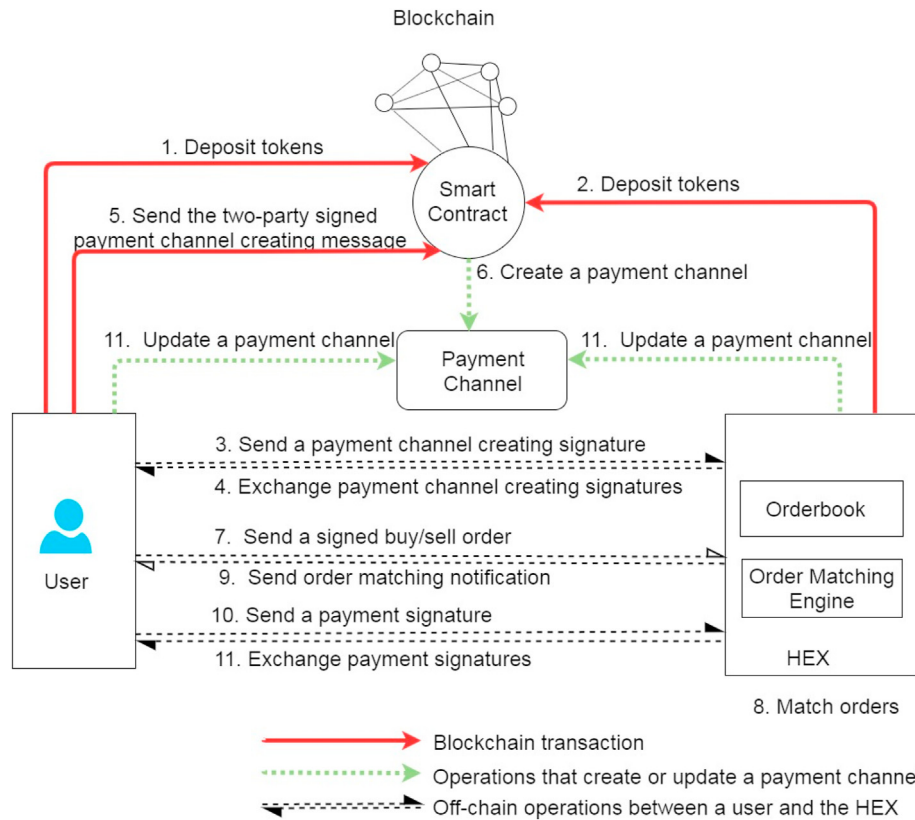 Blockchain
1. Deposit tokens
Smart
Contract
2. Deposit tokens
5. Send the two-party signed
payment channel creating message
6. Create a payment channel
11. Update a payment channel
Payment
Channel
11. Update a payment channel
3. Send a payment channel creating signature
4. Exchange payment channel creating signatures
Orderbook
7. Send a signed buy/sell order
User
9. Send order matching notification
Order Matching
Engine
10. Send a payment signature
11. Exchange payment signatures
HEX
8. Match orders
Blockchain transaction
Operations that create or update a payment channel
Off-chain operations between a user and the HEX